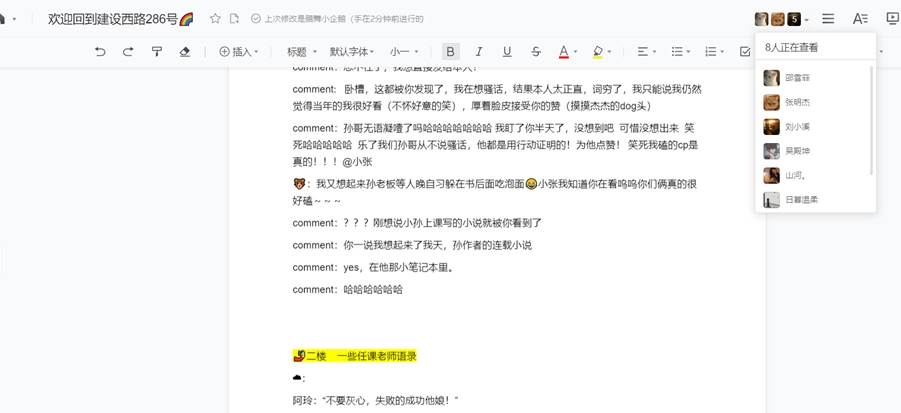 欢迎回到建设西路286号🌈
上次修改是 企鹅（手在2分钟前进行的
插入 标题 默认字体 小一 B I U S A
8人正在查看
张明杰
刘小溪
吴殿坤
山河。
日暮温柔
comment：您不在了，我想直接发给本人！
comment: 卧槽，这都被你发现了，我在想骚话，结果本人太正直，词穷了，我只能说我仍然
觉得当年的我很好看（不怀好意的笑），厚着脸皮接受你的赞（摸摸杰杰的dog头）
comment：孙哥无语凝噎了吗哈哈哈哈哈哈哈 我盯了你半天了，没想到吧 可惜没想出来 笑
死哈哈哈哈哈 乐了我们孙哥从不说骚话，他都是用行动证明的！为他点赞！ 笑死我磕的cp是
真的！！！@小张
🐻：我又想起来孙老板等人晚自习躲在书后面吃泡面😂小张我知道你在看呜呜你们俩真的很
好磕～～～
comment：？？？刚想说小孙上课写的小说就被你看到了
comment：你一说我想起来了我天，孙作者的连载小说
comment：yes，在他那小笔记本里。
comment：哈哈哈哈哈哈
二楼 一些任课老师语录
☁：
阿玲：“不要灰心，失败的成功他娘！”